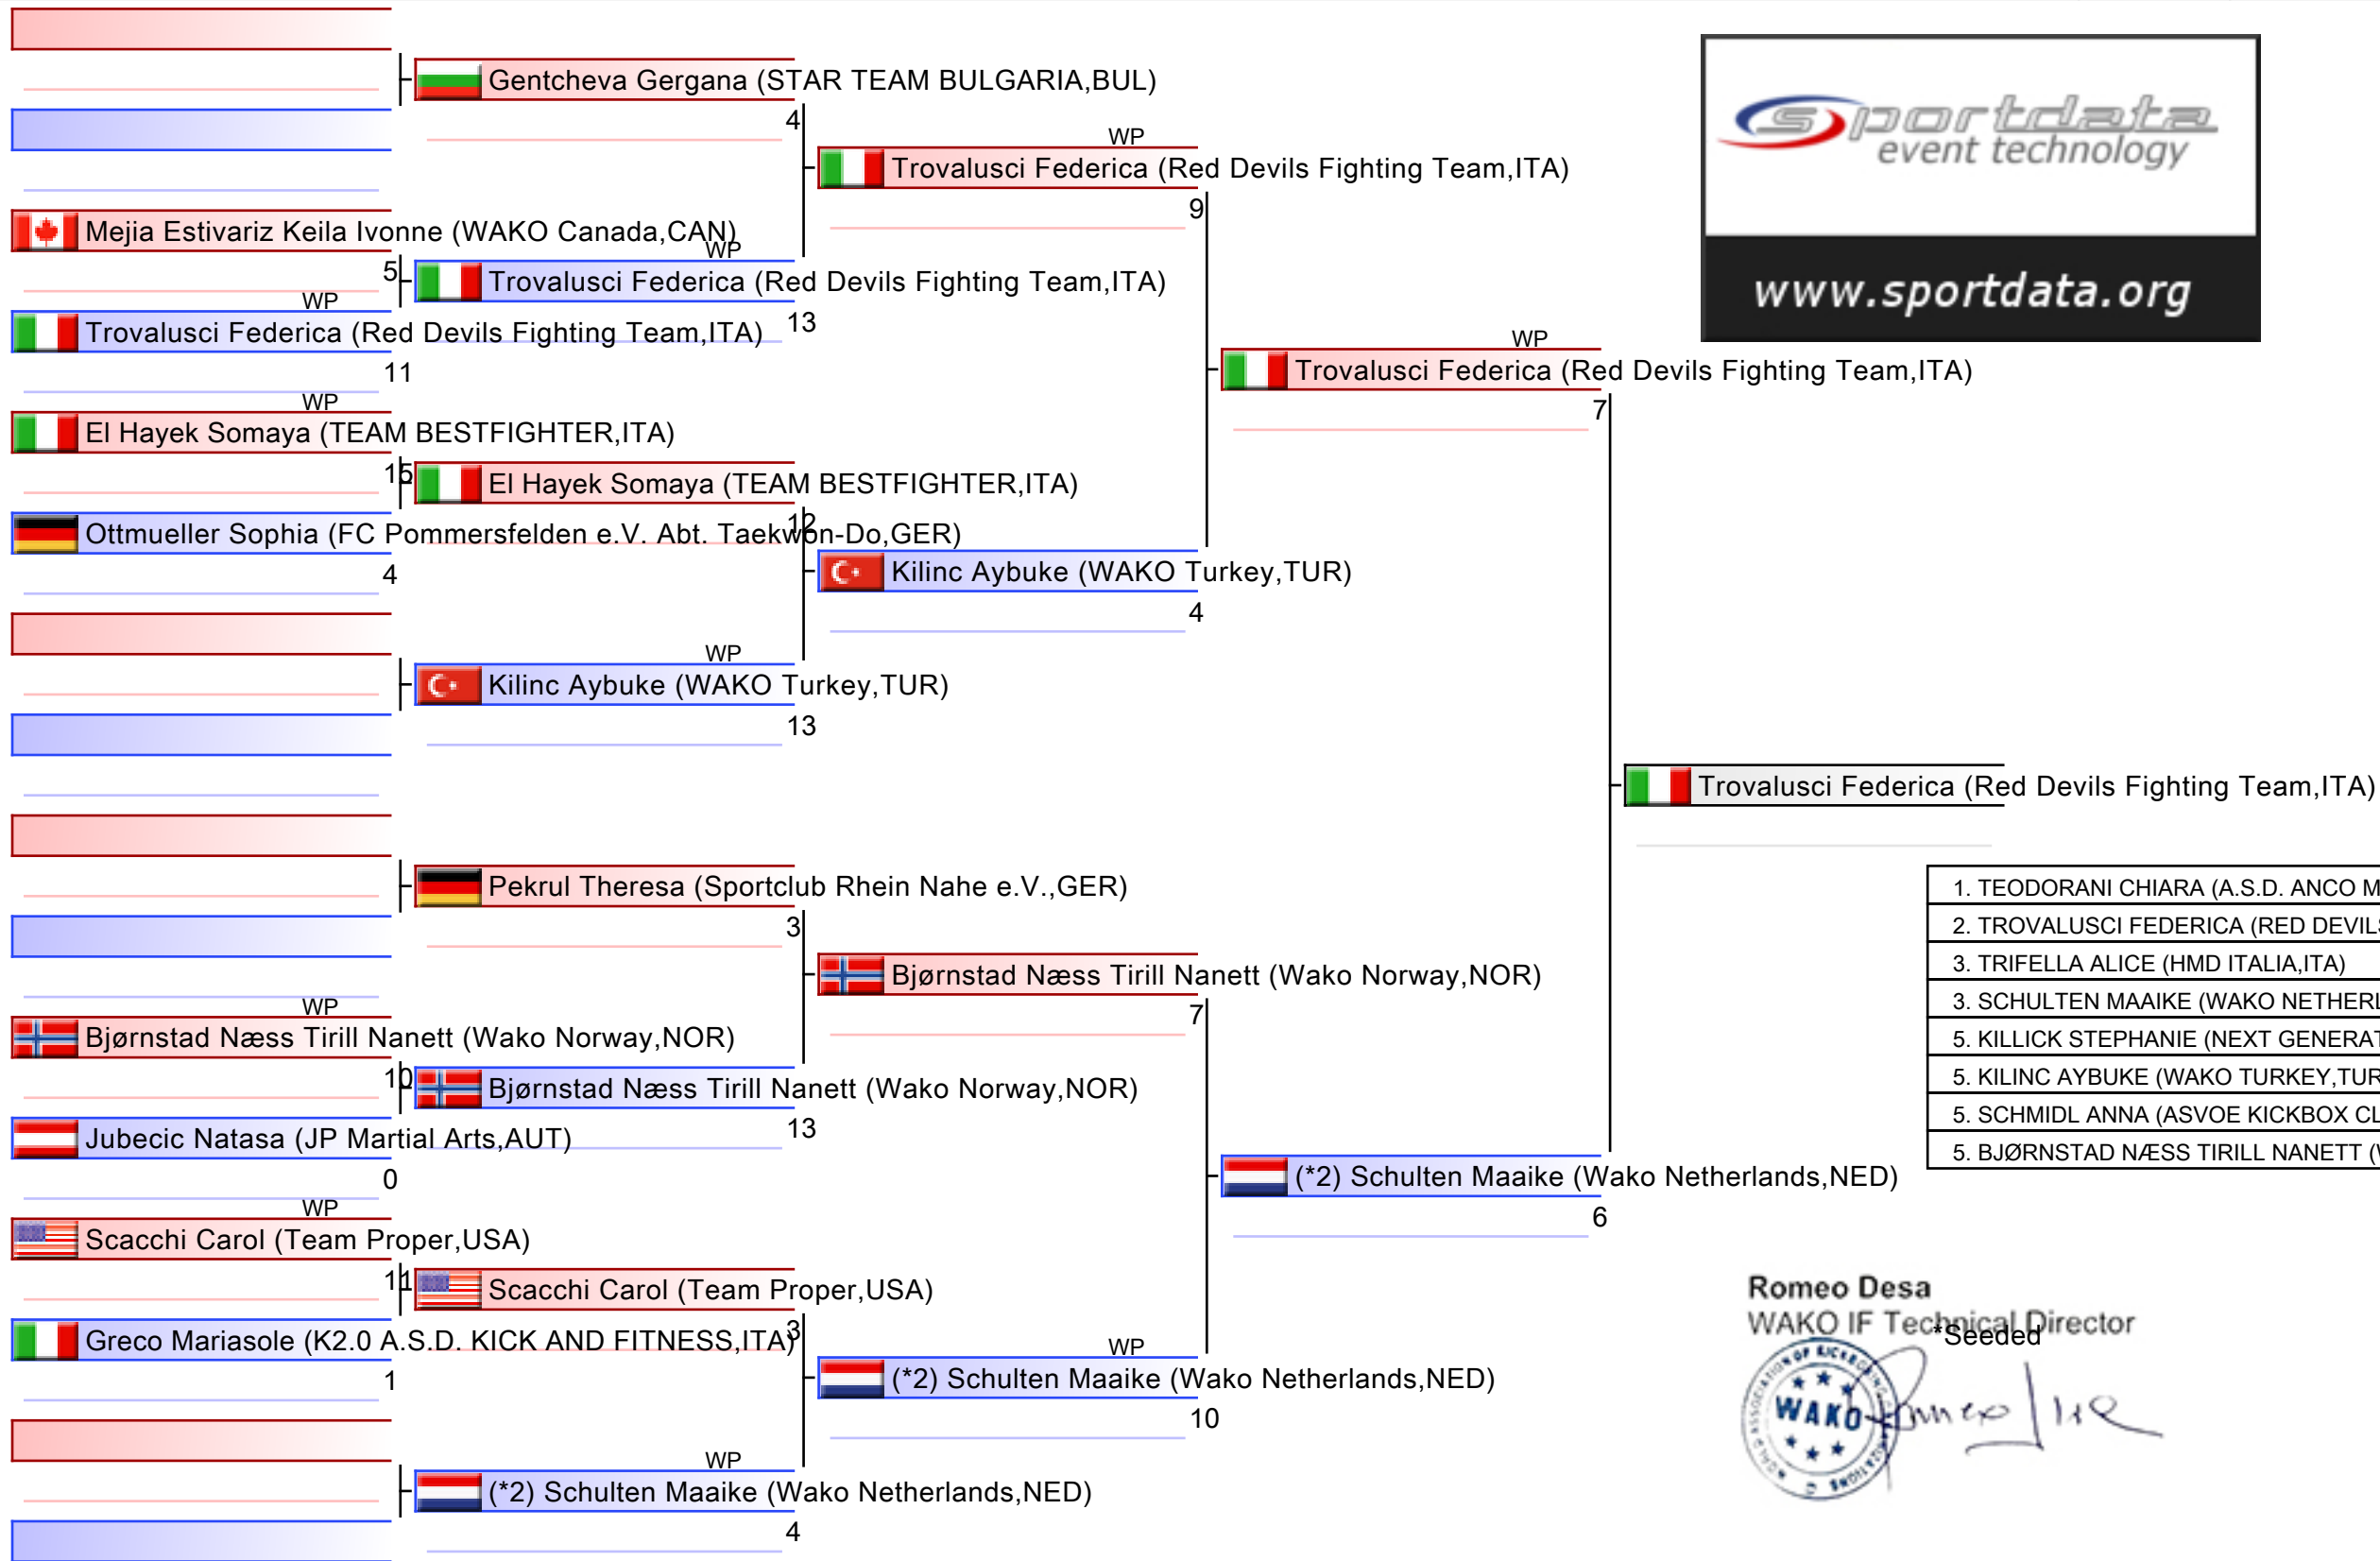 Gentcheva Gergana (STAR TEAM BULGARIA,BUL)
4
WP
Trovalusci Federica (Red Devils Fighting Team,ITA)
9
Mejia Estivariz Keila Ivonne (WAKO Canada,CAN)
5
WP
Trovalusci Federica (Red Devils Fighting Team,ITA)
13
WP
Trovalusci Federica (Red Devils Fighting Team,ITA)
11
WP
Trovalusci Federica (Red Devils Fighting Team,ITA)
7
WP
El Hayek Somaya (TEAM BESTFIGHTER,ITA)
15
El Hayek Somaya (TEAM BESTFIGHTER,ITA)
12
Ottmueller Sophia (FC Pommersfelden e.V. Abt. Taekwon-Do,GER)
4
Kilinc Aybuke (WAKO Turkey,TUR)
4
WP
Kilinc Aybuke (WAKO Turkey,TUR)
13
Trovalusci Federica (Red Devils Fighting Team,ITA)
Pekrul Theresa (Sportclub Rhein Nahe e.V.,GER)
3
Bjørnstad Næss Tirill Nanett (Wako Norway,NOR)
7
WP
Bjørnstad Næss Tirill Nanett (Wako Norway,NOR)
10
Bjørnstad Næss Tirill Nanett (Wako Norway,NOR)
13
Jubecic Natasa (JP Martial Arts,AUT)
0
(*2) Schulten Maaike (Wako Netherlands,NED)
6
WP
Scacchi Carol (Team Proper,USA)
11
Scacchi Carol (Team Proper,USA)
3
Greco Mariasole (K2.0 A.S.D. KICK AND FITNESS,ITA)
1
WP
(*2) Schulten Maaike (Wako Netherlands,NED)
10
WP
(*2) Schulten Maaike (Wako Netherlands,NED)
4
sportdata
event technology
www.sportdata.org
1. TEODORANI CHIARA (A.S.D. ANCO M
2. TROVALUSCI FEDERICA (RED DEVILS
3. TRIFELLA ALICE (HMD ITALIA,ITA)
3. SCHULTEN MAAIKE (WAKO NETHERL
5. KILLICK STEPHANIE (NEXT GENERAT
5. KILINC AYBUKE (WAKO TURKEY,TUR
5. SCHMIDL ANNA (ASVOE KICKBOX CL
5. BJØRNSTAD NÆSS TIRILL NANETT (W
Romeo Desa
WAKO IF Technical Director
*Seeded
WAKO